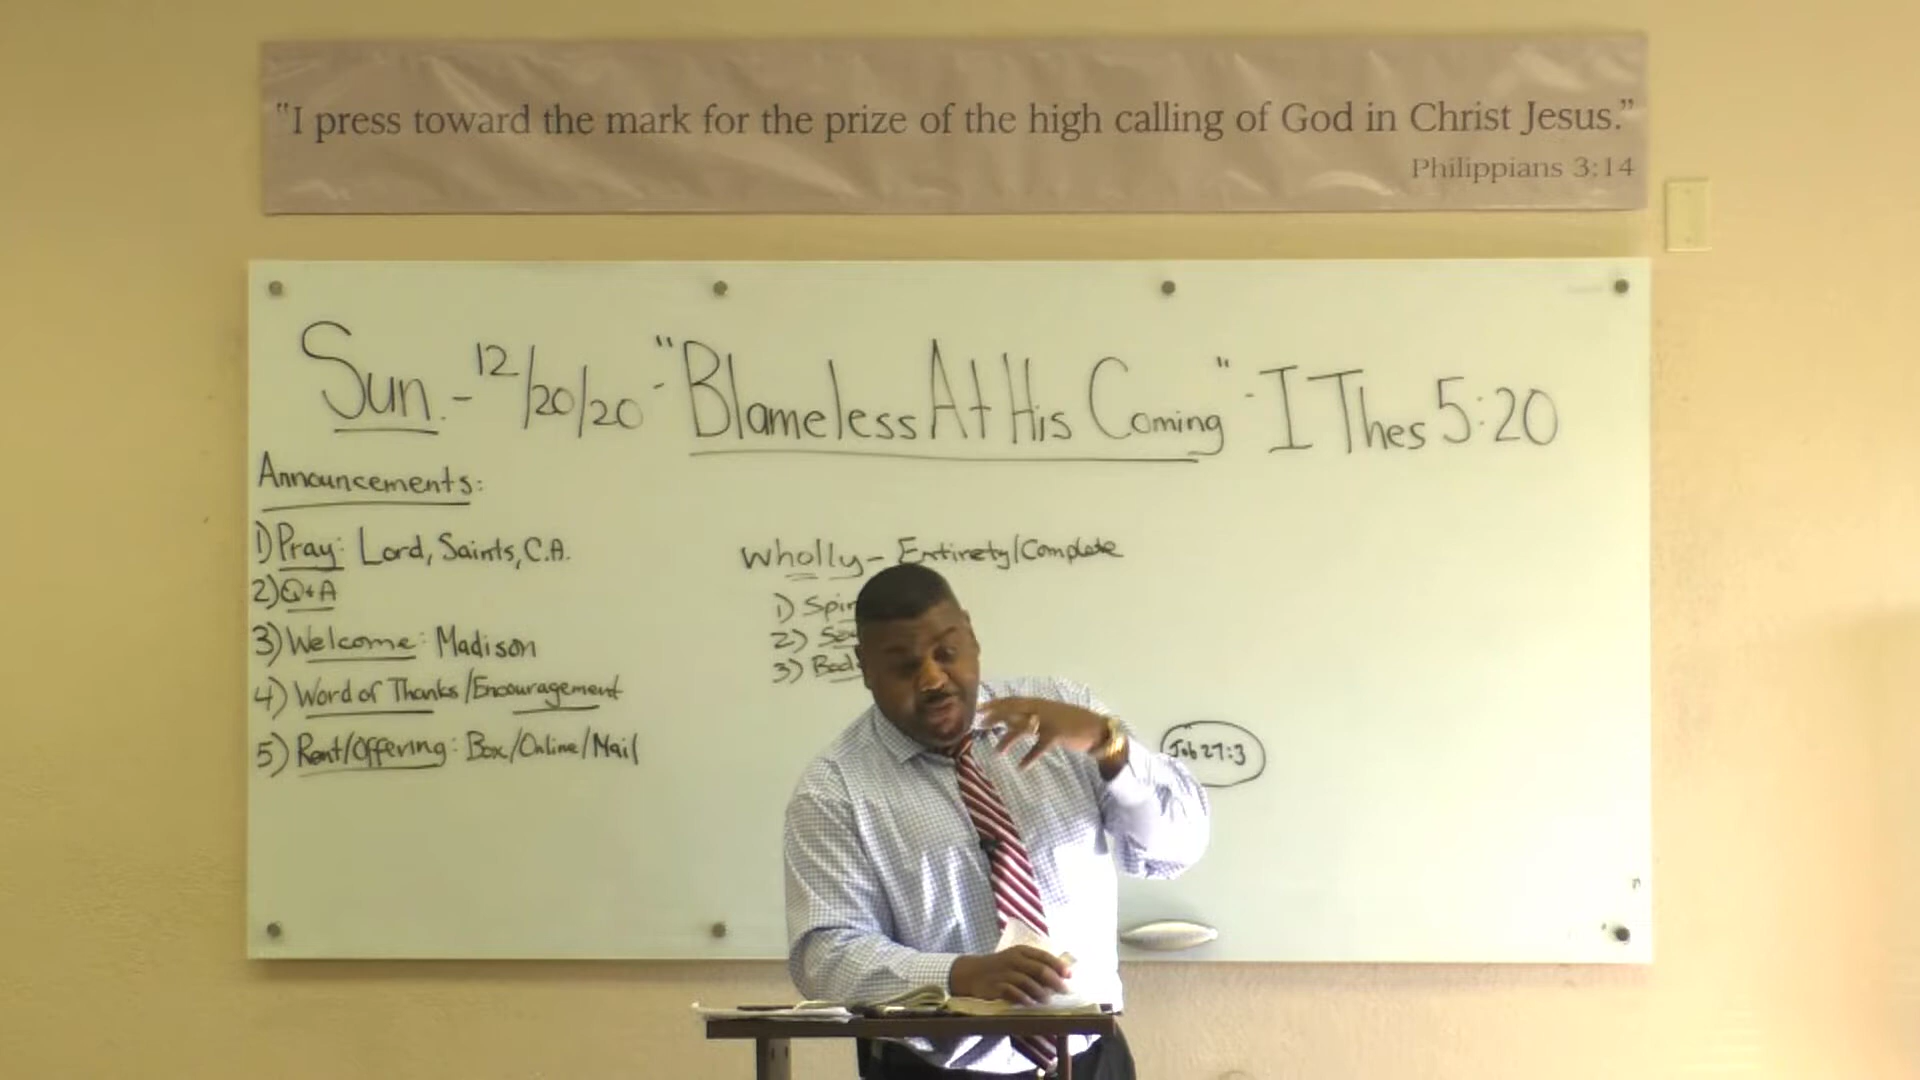 "I press toward the mark for the prize of the high calling of God in Christ Jesus."
Philippians 3:14
Sun. - 12/20/20 - "Blameless At His Coming" - I Thes 5:20
Announcements:
1) Pray: Lord, Saints, C.A.
2) Q+A
3) Welcome: Madison
4) Word of Thanks/Encouragement
5) Rent/Offering: Box/Online/Mail
Wholly - Entirety/Complete
1)
2)
3)
Job 27:3